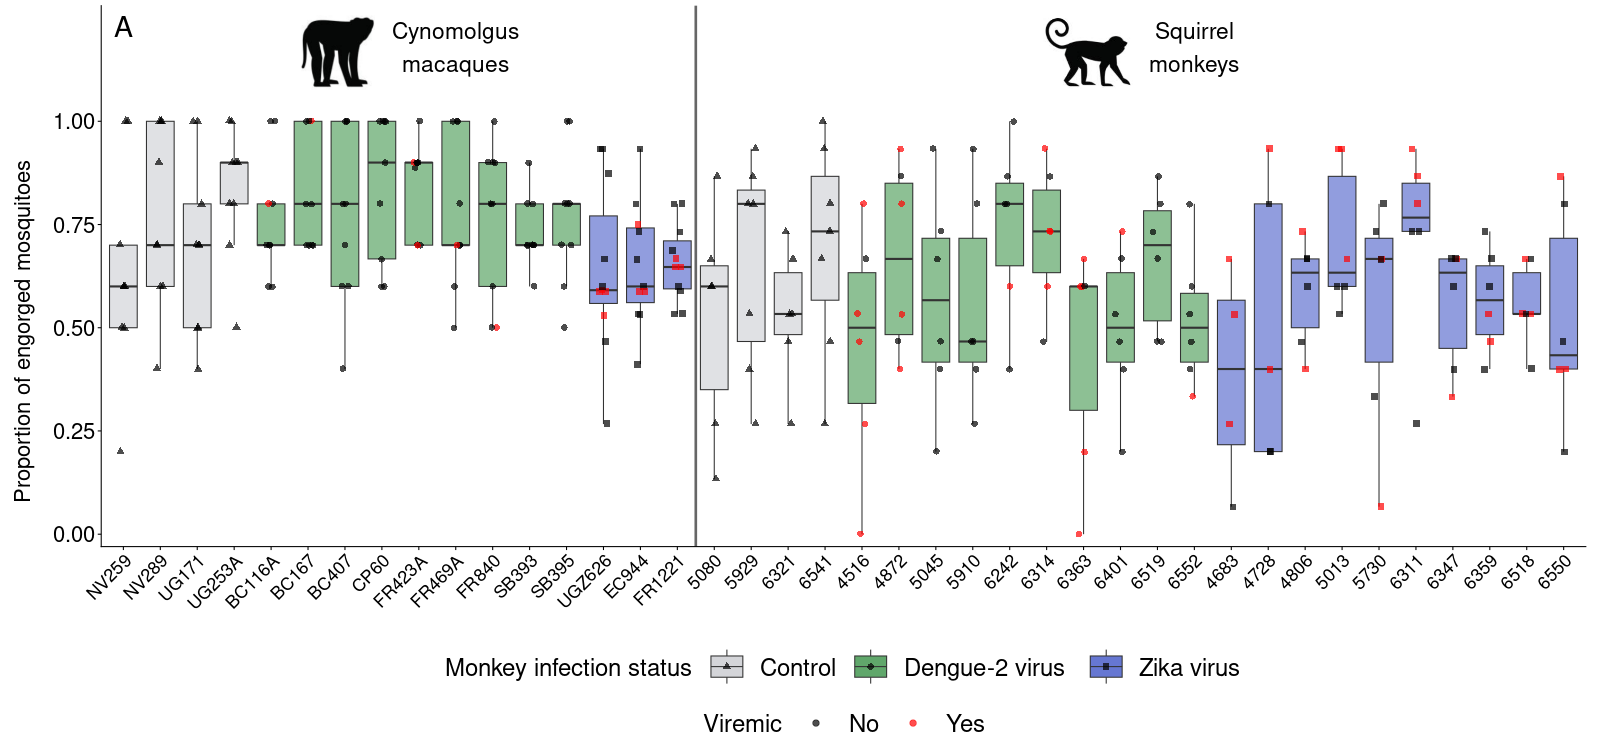 A
Cynomolgus
macaques
Squirrel
monkeys
Proportion of engorged mosquitoes
1.00
0.75
0.50
0.25
0.00
NV259
NV289
UG171
UG253A
BC116A
BC167
BC407
CP60
FR423A
FR469A
FR840
SB393
SB395
UGZ626
EC944
FR1221
5080
5929
6321
6541
4516
4872
5045
5910
6242
6314
6363
6401
6519
6552
4683
4728
4806
5013
5730
6311
6347
6359
6518
6550
Monkey infection status Control Dengue-2 virus Zika virus
Viremic No Yes